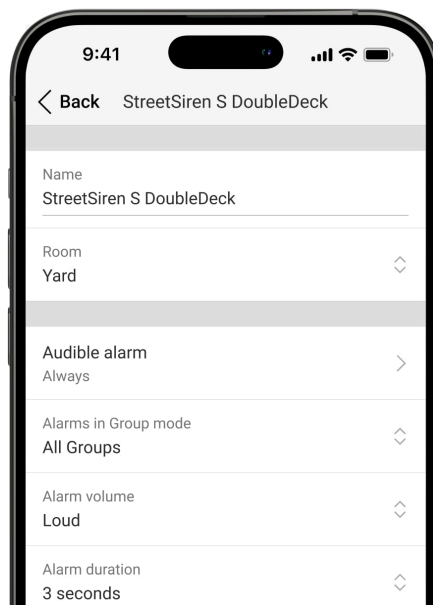 9:41
Back StreetSiren S DoubleDeck
Name
StreetSiren S DoubleDeck
Room
Yard
Audible alarm
Always
Alarms in Group mode
All Groups
Alarm volume
Loud
Alarm duration
3 seconds